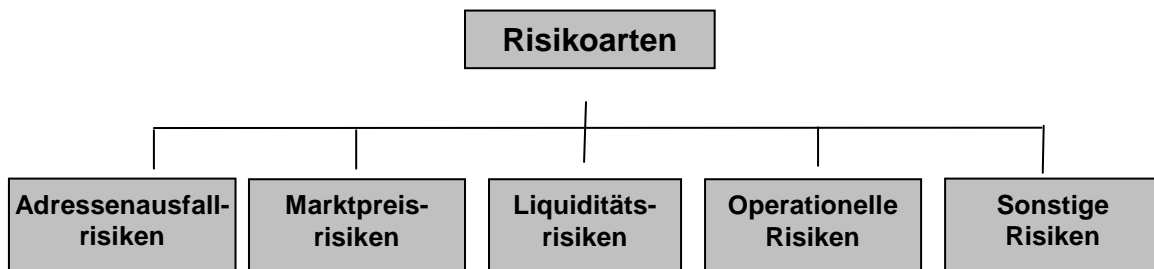 Risikoarten
Adressenausfall-
risiken
Marktpreis-
risiken
Liquiditäts-
risiken
Operationelle
Risiken
Sonstige
Risiken